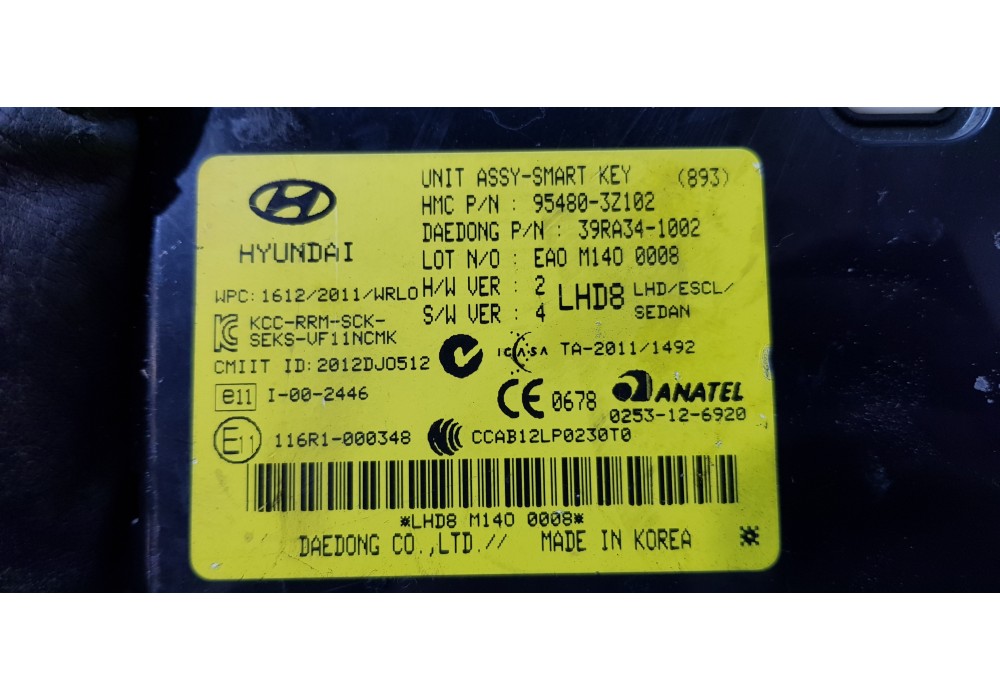 UNIT ASSY-SMART KEY (893)
HMC P/N : 95480-3Z102
DAEDONG P/N : 39RA34-1002
LOT N/O : EAO M140 0008
HYUNDAI
WPC: 1612/2011/WRLO
H/W VER : 2
S/W VER : 4
LHD8 LHD/ESCL/
SEDAN
KCC-RRM-SCK-
SEKS-VF11NCMK
CMIIT ID: 2012DJ0512
ICASA TA-2011/1492
e11 I-00-2446
CE 0678
ANATEL
0253-12-6920
E11 116R1-000348
CCAB12LP0230T0
*LHD8 M140 0008*
DAEDONG CO.,LTD.// MADE IN KOREA